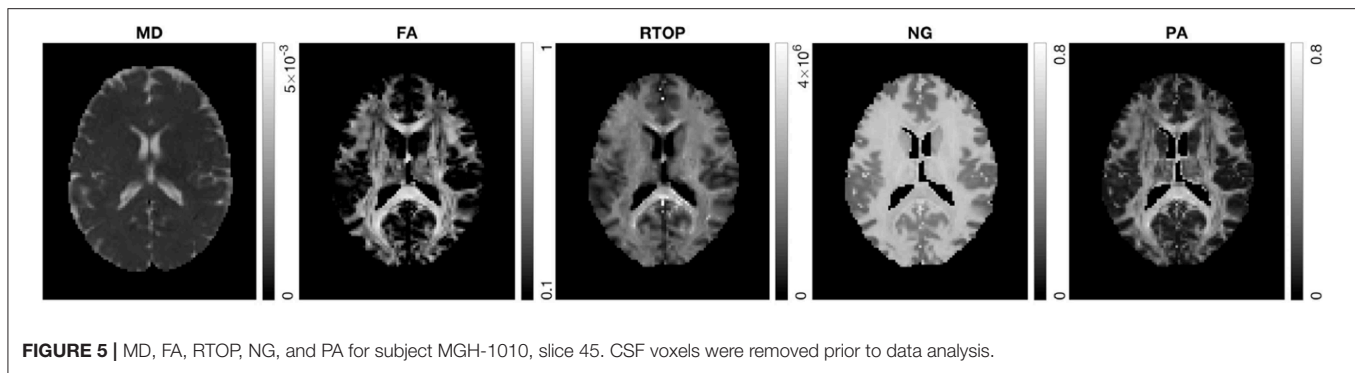 MD
FA
RTOP
NG
PA
5×10⁻³
0
1
0.1
4×10⁶
0
0.8
0
0.8
0
FIGURE 5 | MD, FA, RTOP, NG, and PA for subject MGH-1010, slice 45. CSF voxels were removed prior to data analysis.